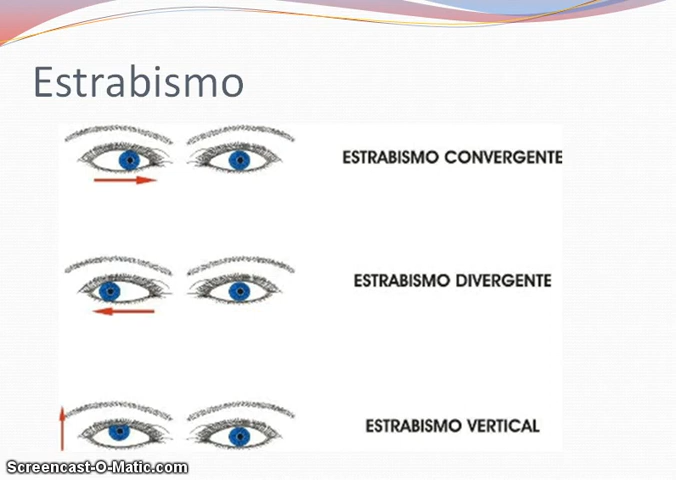 Estrabismo
ESTRABISMO CONVERGENTE
ESTRABISMO DIVERGENTE
ESTRABISMO VERTICAL
Screencast-O-Matic.com